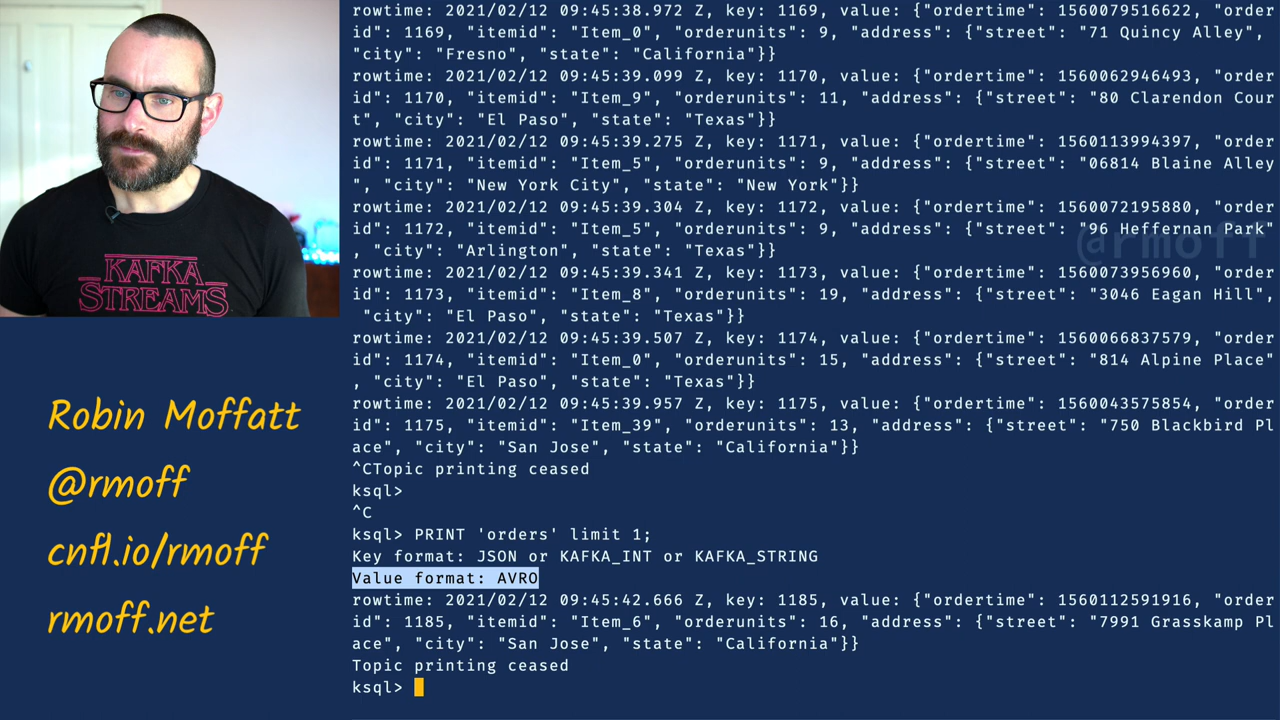 KAFKA
STREAMS
Robin Moffatt
@rmoff
cnfl.io/rmoff
rmoff.net
rowtime: 2021/02/12 09:45:38.972 Z, key: 1169, value: {"ordertime": 1560079516622, "order
id": 1169, "itemid": "Item_0", "orderunits": 9, "address": {"street": "71 Quincy Alley",
"city": "Fresno", "state": "California"}}
rowtime: 2021/02/12 09:45:39.099 Z, key: 1170, value: {"ordertime": 1560062946493, "order
id": 1170, "itemid": "Item_9", "orderunits": 11, "address": {"street": "80 Clarendon Cour
t", "city": "El Paso", "state": "Texas"}}
rowtime: 2021/02/12 09:45:39.275 Z, key: 1171, value: {"ordertime": 1560113994397, "order
id": 1171, "itemid": "Item_5", "orderunits": 9, "address": {"street": "06814 Blaine Alley
", "city": "New York City", "state": "New York"}}
rowtime: 2021/02/12 09:45:39.304 Z, key: 1172, value: {"ordertime": 1560072195880, "order
id": 1172, "itemid": "Item_5", "orderunits": 9, "address": {"street": "96 Heffernan Park"
, "city": "Arlington", "state": "Texas"}}
@rmoff
rowtime: 2021/02/12 09:45:39.341 Z, key: 1173, value: {"ordertime": 1560073956960, "order
id": 1173, "itemid": "Item_8", "orderunits": 19, "address": {"street": "3046 Eagan Hill",
"city": "El Paso", "state": "Texas"}}
rowtime: 2021/02/12 09:45:39.507 Z, key: 1174, value: {"ordertime": 1560066837579, "order
id": 1174, "itemid": "Item_0", "orderunits": 15, "address": {"street": "814 Alpine Place"
, "city": "El Paso", "state": "Texas"}}
rowtime: 2021/02/12 09:45:39.957 Z, key: 1175, value: {"ordertime": 1560043575854, "order
id": 1175, "itemid": "Item_39", "orderunits": 13, "address": {"street": "750 Blackbird Pl
ace", "city": "San Jose", "state": "California"}}
^CTopic printing ceased
ksql>
^C
ksql> PRINT 'orders' limit 1;
Key format: JSON or KAFKA_INT or KAFKA_STRING
Value format: AVRO
rowtime: 2021/02/12 09:45:42.666 Z, key: 1185, value: {"ordertime": 1560112591916, "order
id": 1185, "itemid": "Item_6", "orderunits": 16, "address": {"street": "7991 Grasskamp Pl
ace", "city": "San Jose", "state": "California"}}
Topic printing ceased
ksql>